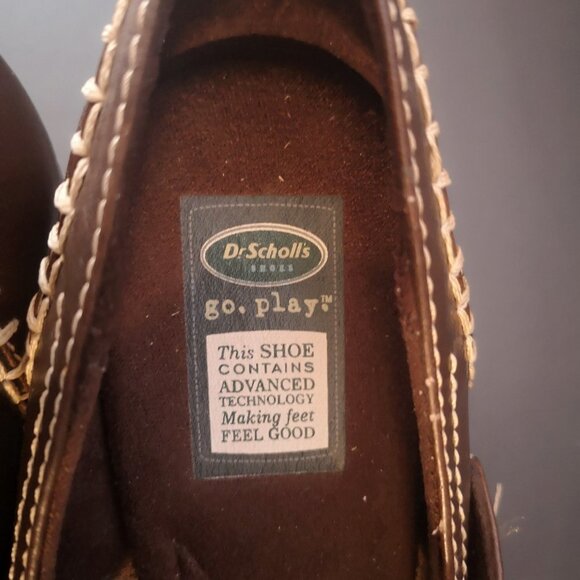 Dr Scholl's
SHOES
go. play.™
This SHOE
CONTAINS
ADVANCED
TECHNOLOGY
Making feet
FEEL GOOD